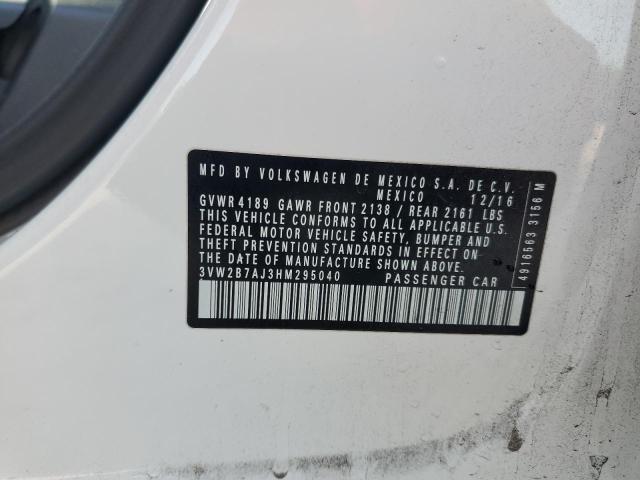 MFD BY VOLKSWAGEN DE MEXICO S.A. DE C.V.
MEXICO 12/16
GVWR 4189 GAWR FRONT 2138 / REAR 2161 LBS
THIS VEHICLE CONFORMS TO ALL APPLICABLE U.S.
FEDERAL MOTOR VEHICLE SAFETY, BUMPER AND
THEFT PREVENTION STANDARDS IN EFFECT ON
THE DATE OF MANUFACTURE SHOWN ABOVE.
3VW2B7AJ3HM295040 PASSENGER CAR
4916563 3156 M